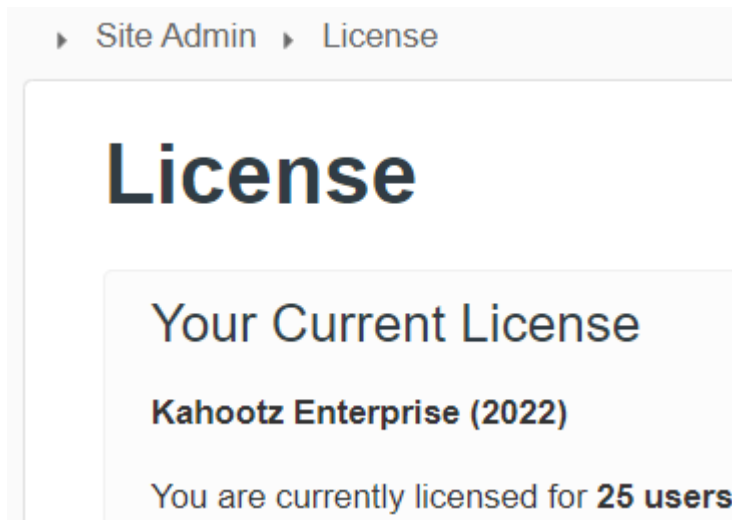 Site Admin License
License
Your Current License
Kahootz Enterprise (2022)
You are currently licensed for 25 users